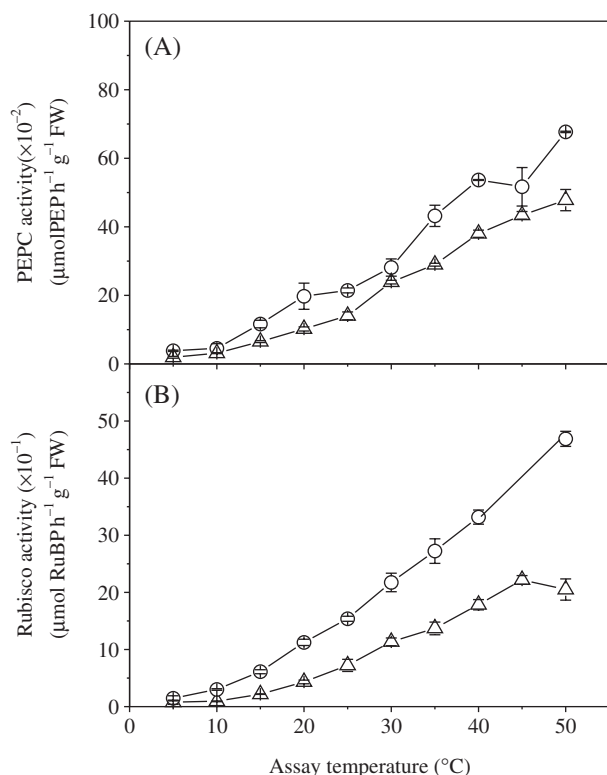 100
(A)
80
60
40
20
0
PEPC activity(×10⁻²)
(μmolPEP h⁻¹ g⁻¹ FW)
(B)
50
40
30
20
10
0
Rubisco activity (×10⁻¹)
(μmol RuBP h⁻¹ g⁻¹ FW)
0 10 20 30 40 50
Assay temperature (°C)